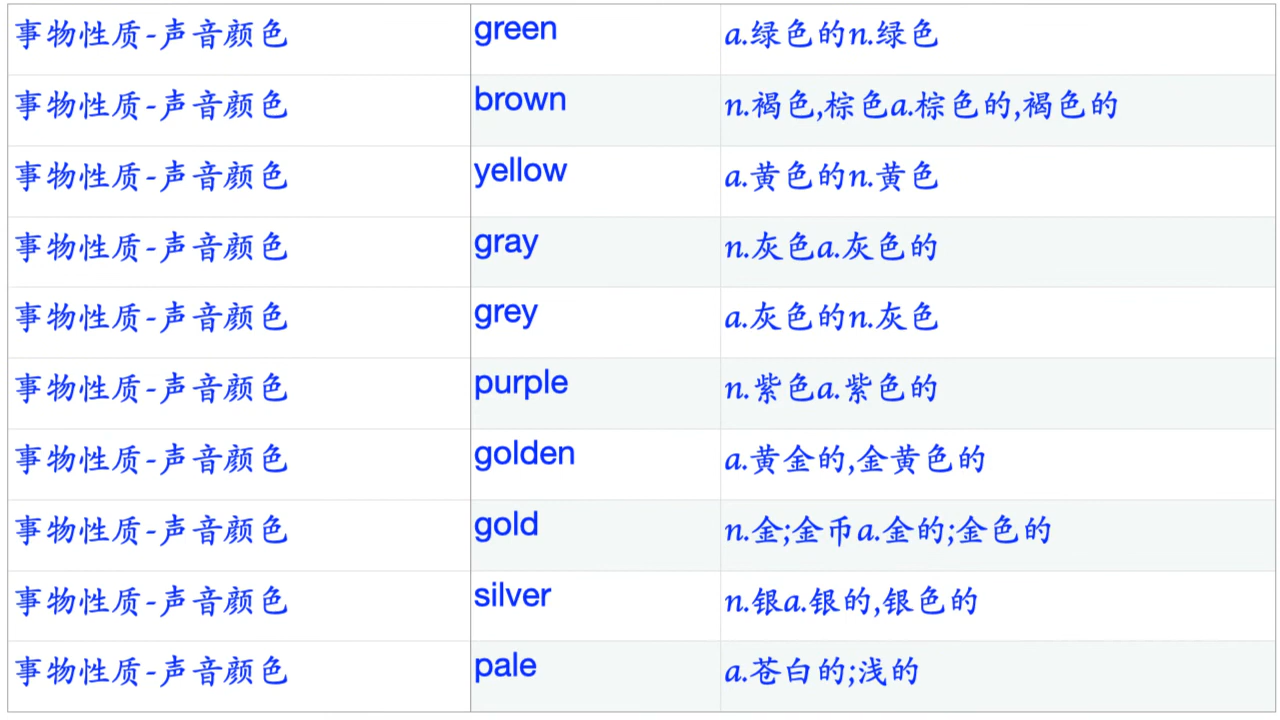 事物性质-声音颜色 green a.绿色的n.绿色
事物性质-声音颜色 brown n.褐色,棕色a.棕色的,褐色的
事物性质-声音颜色 yellow a.黄色的n.黄色
事物性质-声音颜色 gray n.灰色a.灰色的
事物性质-声音颜色 grey a.灰色的n.灰色
事物性质-声音颜色 purple n.紫色a.紫色的
事物性质-声音颜色 golden a.黄金的,金黄色的
事物性质-声音颜色 gold n.金;金币a.金的;金色的
事物性质-声音颜色 silver n.银a.银的,银色的
事物性质-声音颜色 pale a.苍白的;浅的